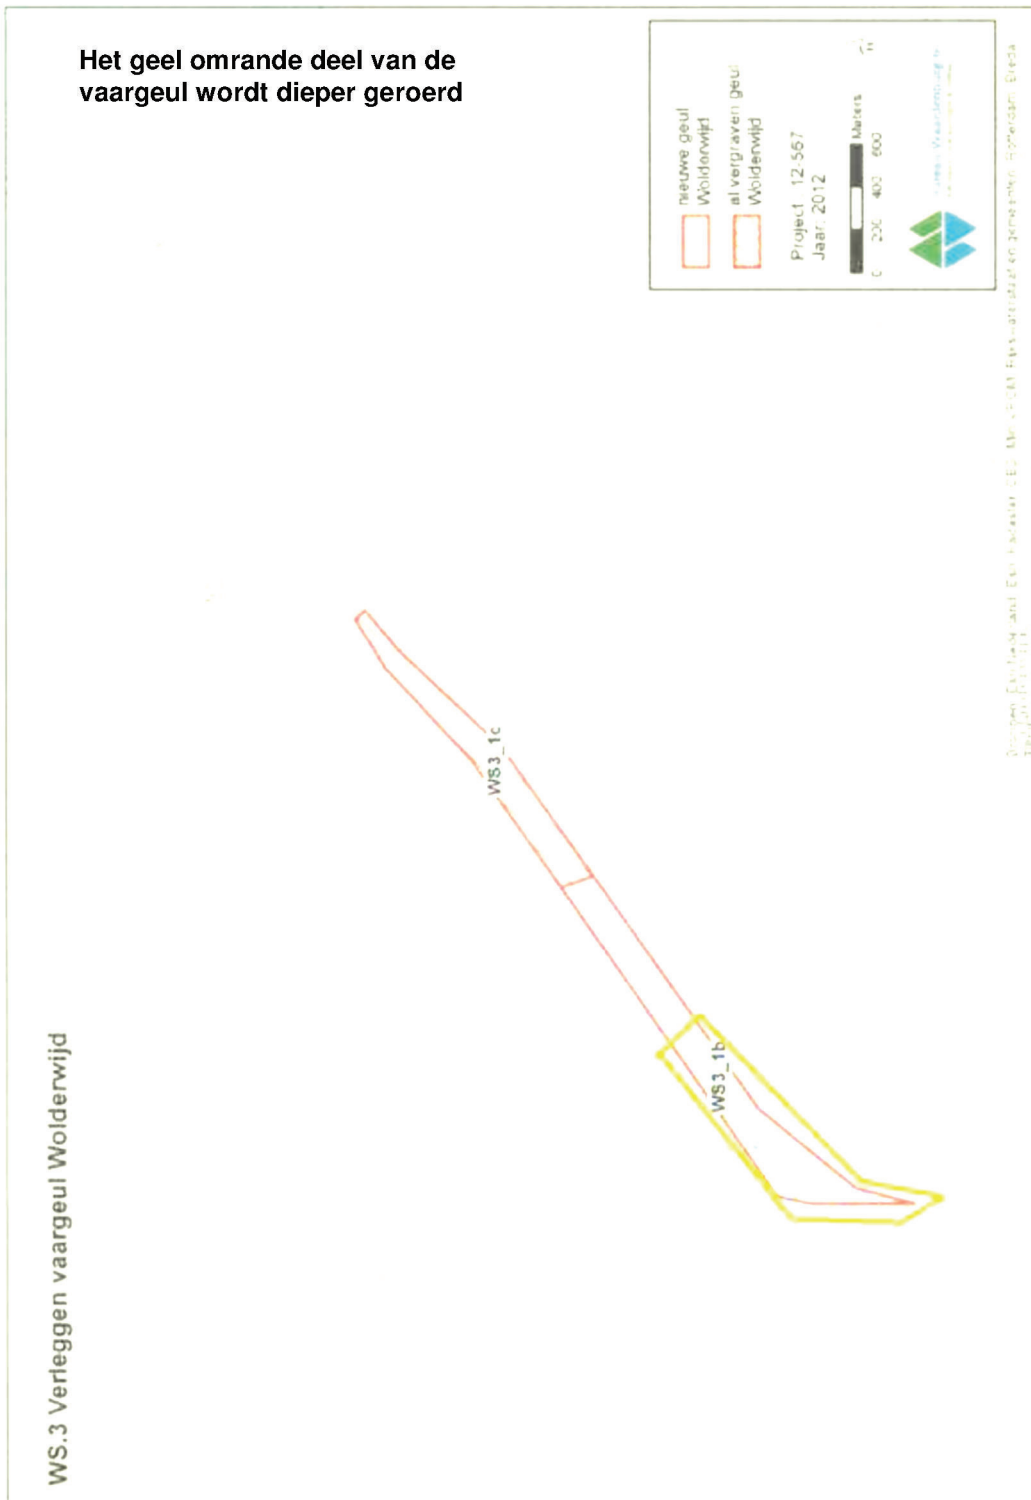 Het geel omrande deel van de
vaargeul wordt dieper geroerd
WS.3 Verleggen vaargeul Wolderwijd
nieuwe geul
Wolderwijd
al vergraven geul
Wolderwijd
Project: 12-567
Jaar: 2012
Meters
0 200 400 600
WS3_1c
WS3_1b